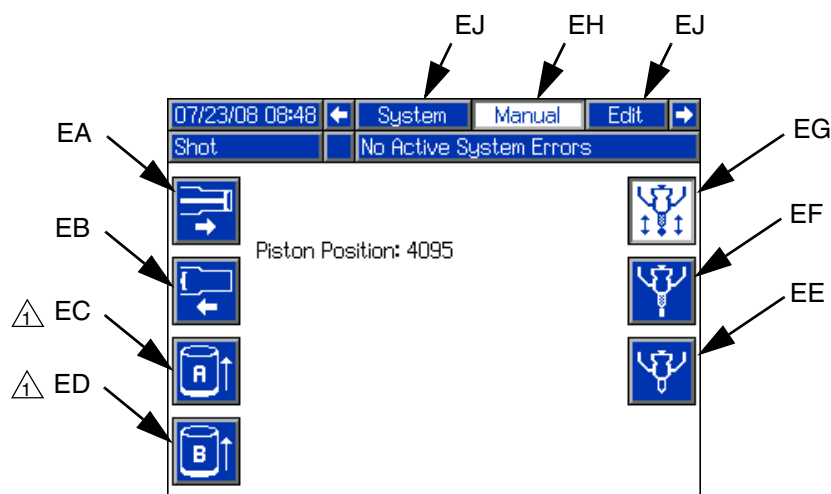 EJ EH EJ
07/23/08 08:48 System Manual Edit
Shot No Active System Errors
EA
EG
EB
EF
Piston Position: 4095
1 EC
EE
A
1 ED
B